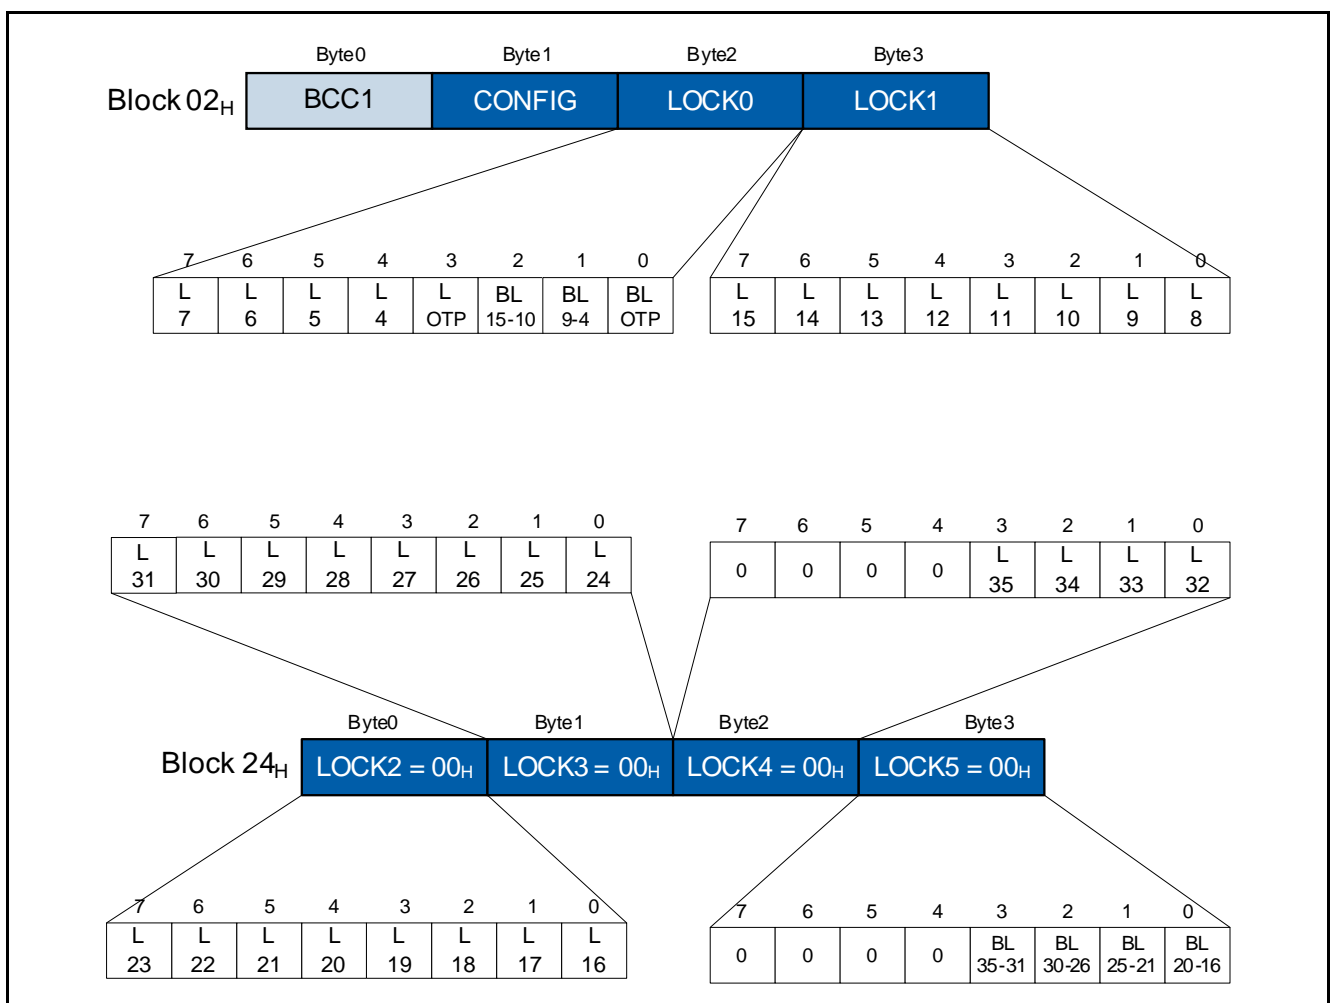 Byte0 Byte1 Byte2 Byte3
Block 02H BCC1 CONFIG LOCK0 LOCK1
7 6 5 4 3 2 1 0 7 6 5 4 3 2 1 0
L L L L L BL BL BL L L L L L L L L
7 6 5 4 OTP 15-10 9-4 OTP 15 14 13 12 11 10 9 8
7 6 5 4 3 2 1 0 7 6 5 4 3 2 1 0
L L L L L L L L 0 0 0 0 L L L L
31 30 29 28 27 26 25 24 35 34 33 32
Byte0 Byte1 Byte2 Byte3
Block 24H LOCK2 = 00H LOCK3 = 00H LOCK4 = 00H LOCK5 = 00H
7 6 5 4 3 2 1 0 7 6 5 4 3 2 1 0
L L L L L L L L 0 0 0 0 BL BL BL BL
23 22 21 20 19 18 17 16 35-31 30-26 25-21 20-16